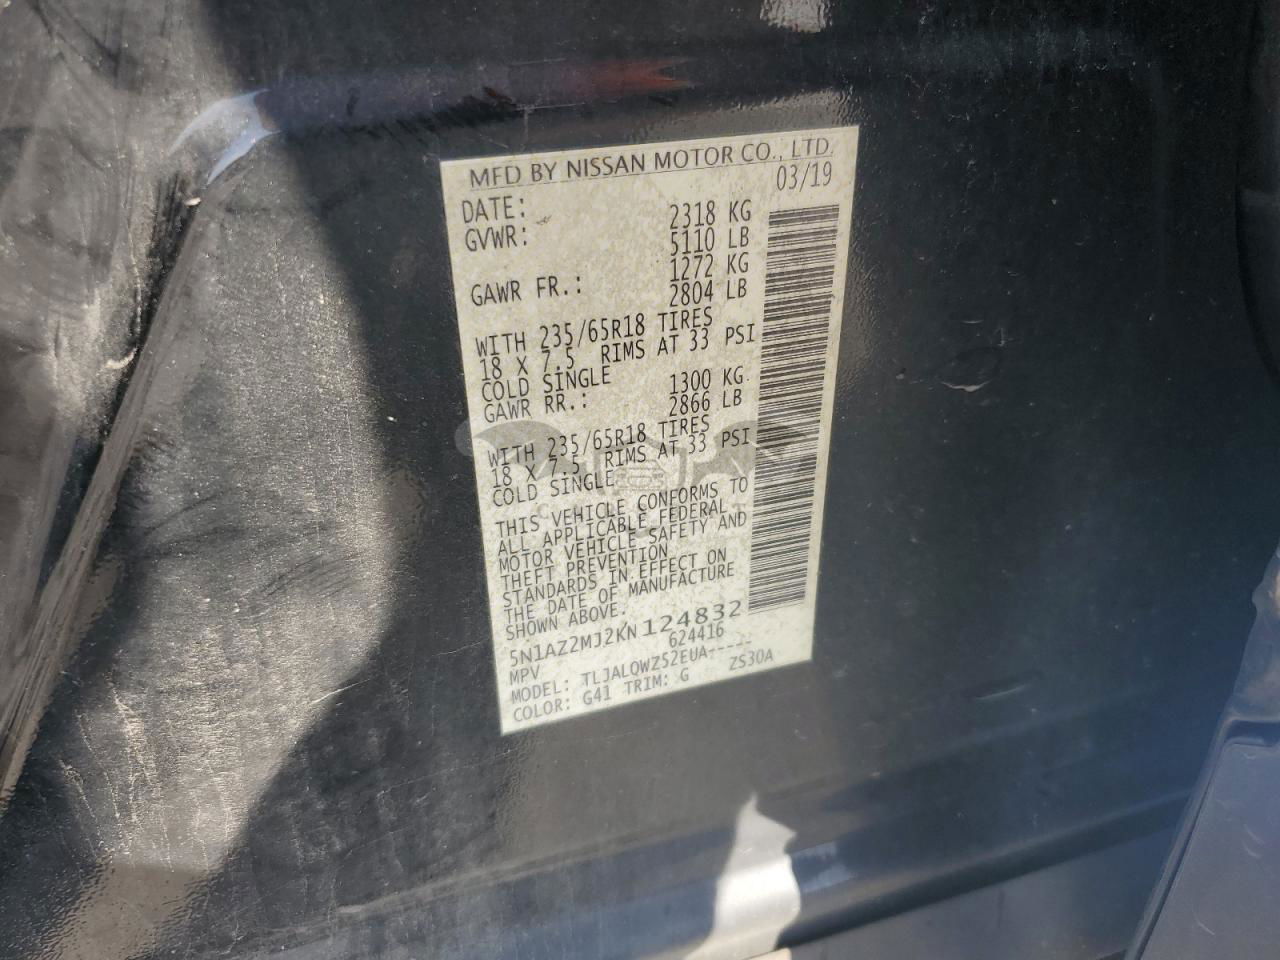 MFD BY NISSAN MOTOR CO., LTD.
DATE: 03/19
GVWR: 2318 KG
5110 LB
GAWR FR.: 1272 KG
2804 LB
WITH 235/65R18 TIRES
18 X 7.5 RIMS AT 33 PSI
COLD SINGLE
GAWR RR.: 1300 KG
2866 LB
WITH 235/65R18 TIRES
18 X 7.5 RIMS AT 33 PSI
COLD SINGLE
THIS VEHICLE CONFORMS TO
ALL APPLICABLE FEDERAL
MOTOR VEHICLE SAFETY AND
THEFT PREVENTION
STANDARDS IN EFFECT ON
THE DATE OF MANUFACTURE
SHOWN ABOVE.
5N1AZ2MJ2KN124832
MPV 624416
MODEL: TLJALQWZ52EUA-----
COLOR: G41 TRIM: G ZS30A